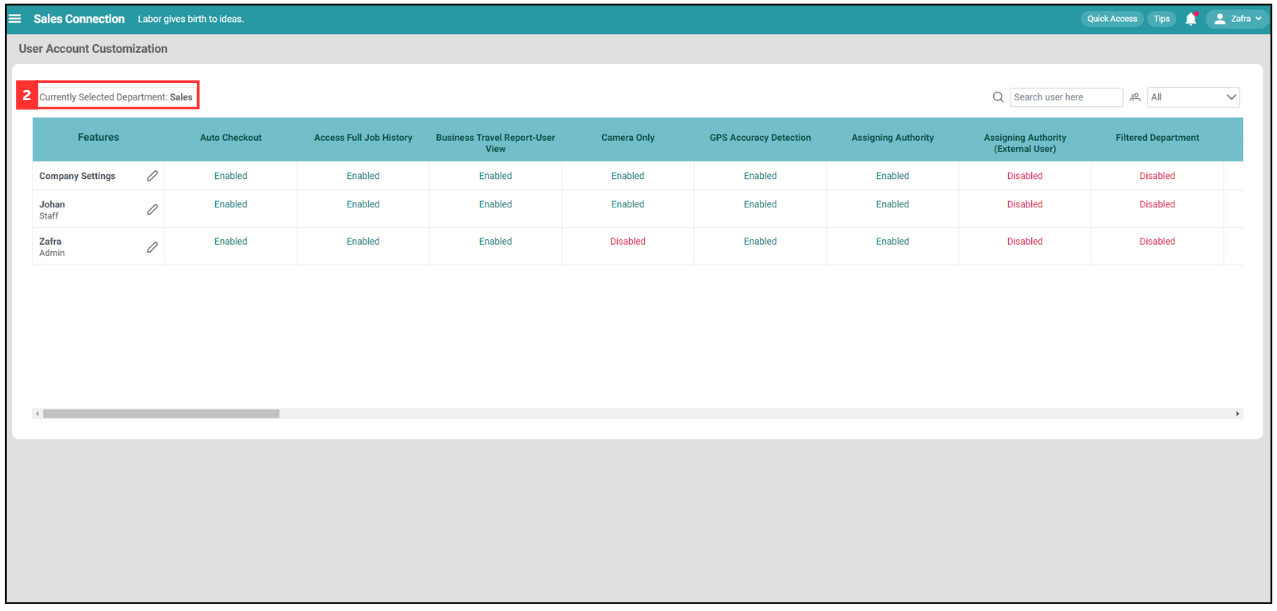 Sales Connection Labor gives birth to ideas. Quick Access Tips Zafra
User Account Customization
2 Currently Selected Department: Sales Search user here All
Features Auto Checkout Access Full Job History Business Travel Report-User View Camera Only GPS Accuracy Detection Assigning Authority Assigning Authority (External User) Filtered Department
Company Settings Enabled Enabled Enabled Enabled Enabled Enabled Disabled Disabled
Johan Enabled Enabled Enabled Enabled Enabled Enabled Disabled Disabled
Staff
Zafra Enabled Enabled Enabled Disabled Enabled Enabled Disabled Disabled
Admin